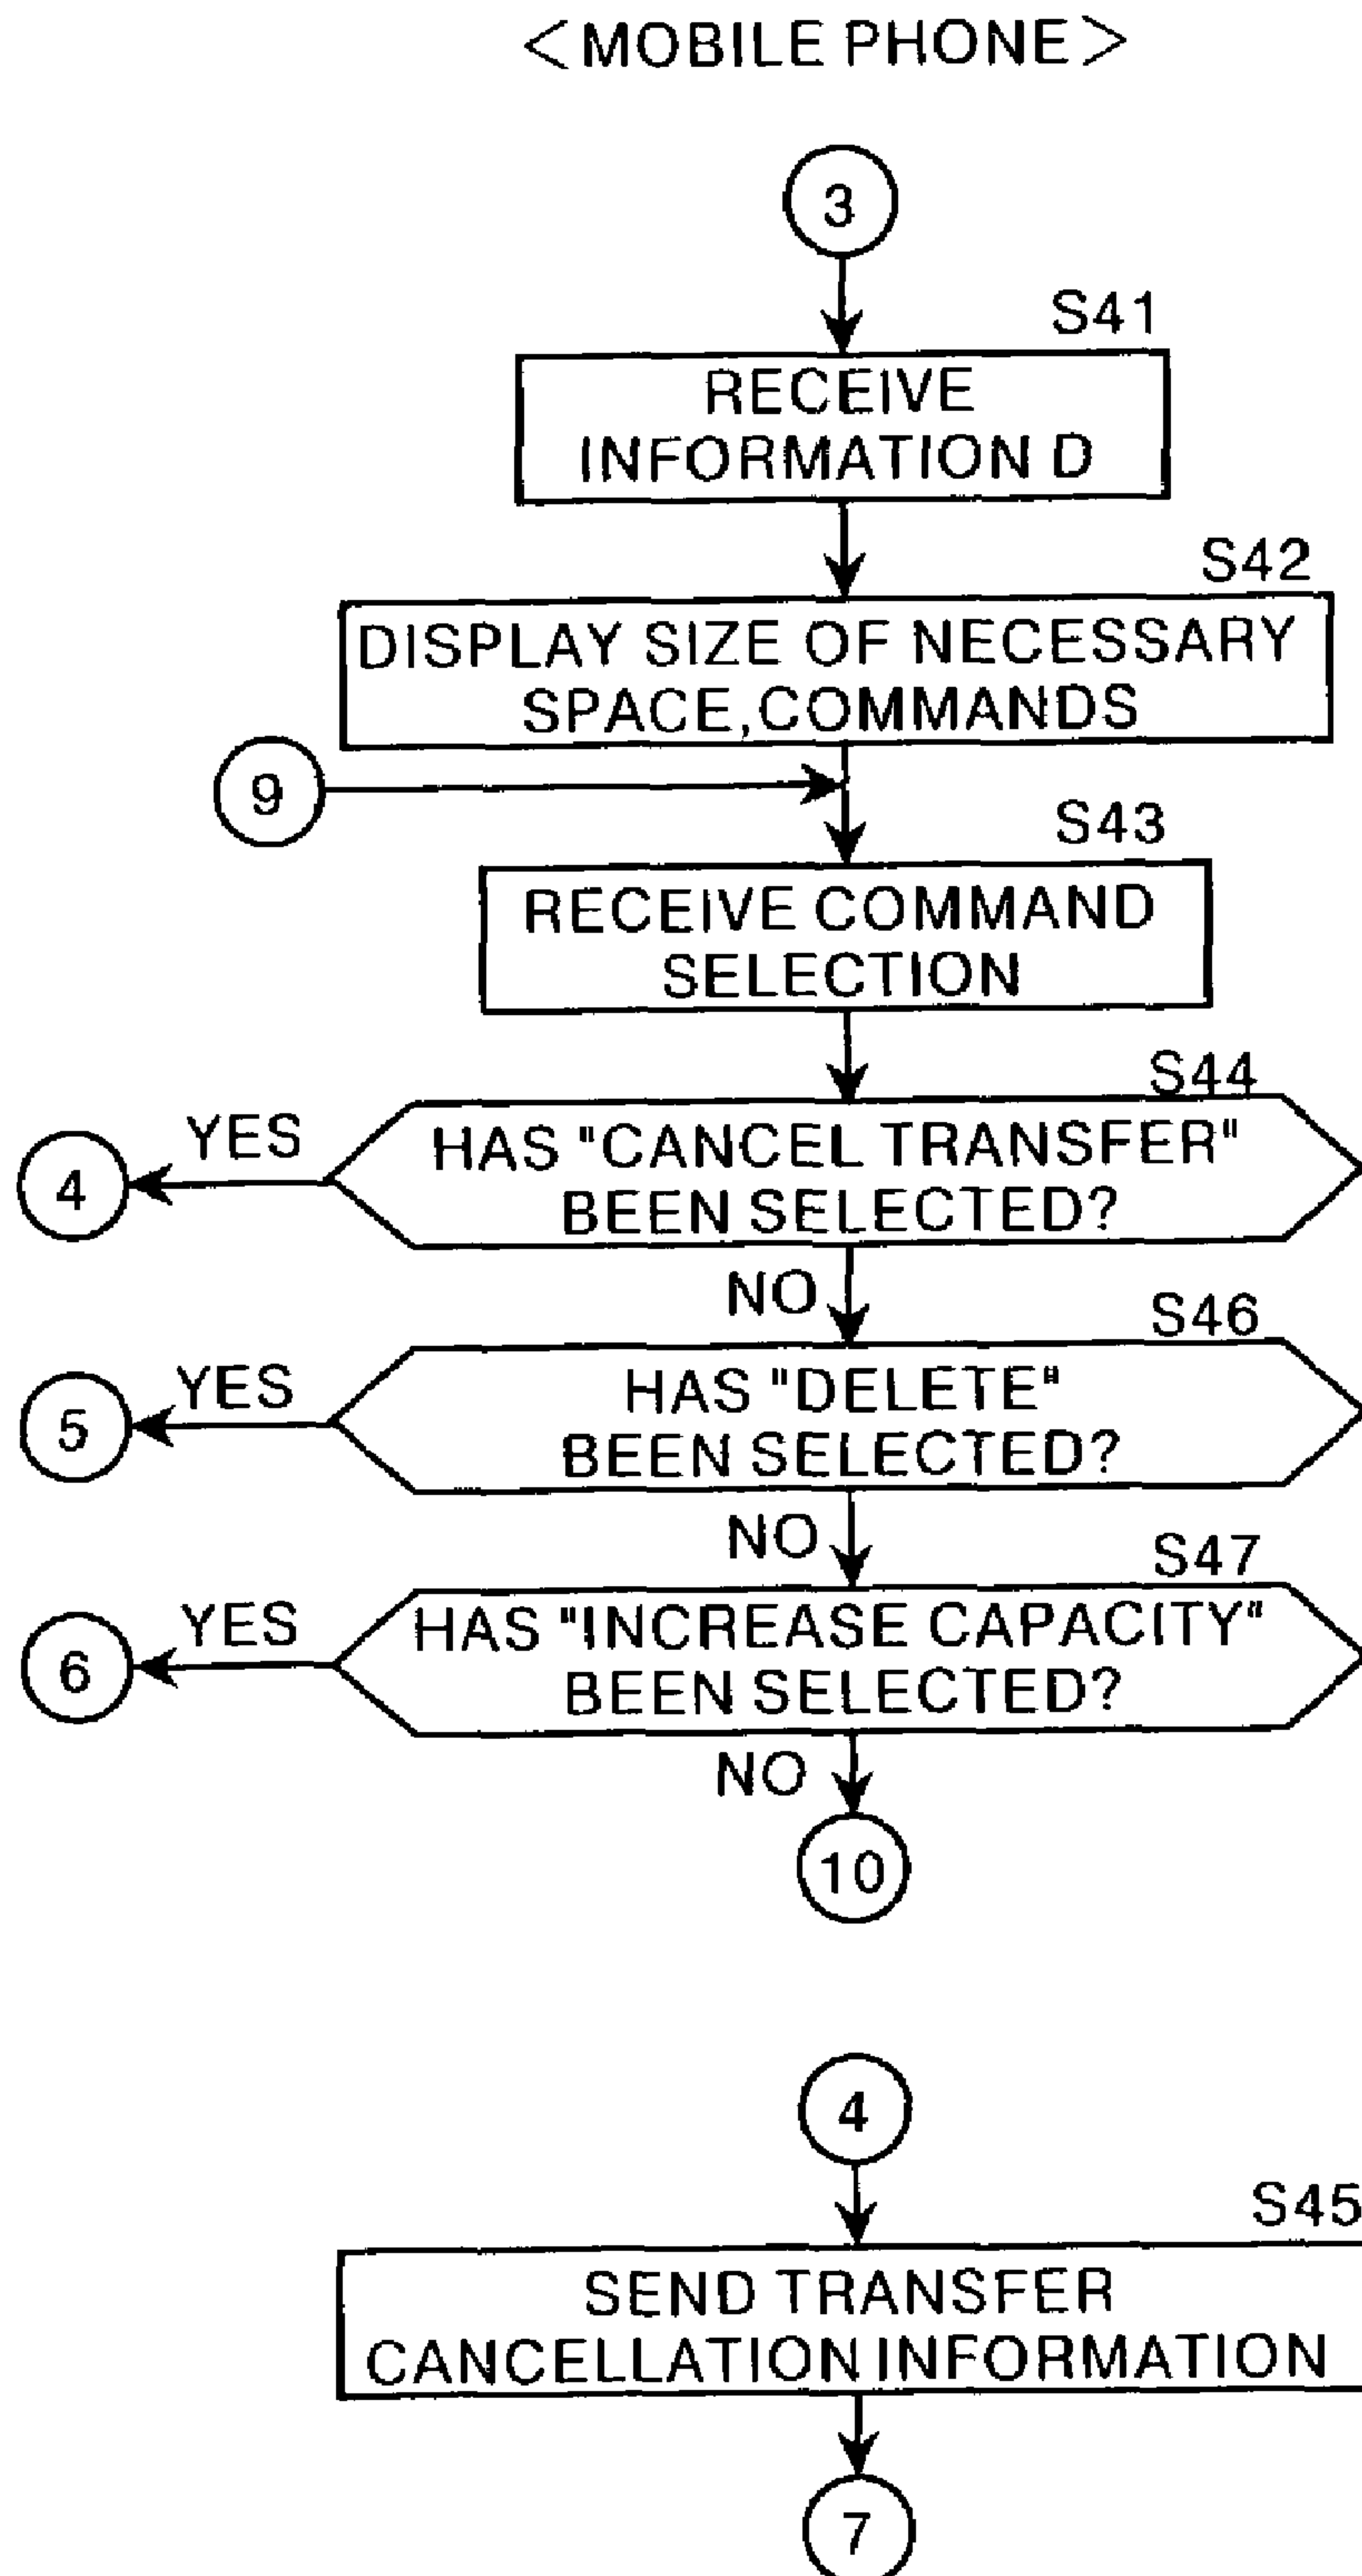 <MOBILE PHONE>
3
S41
RECEIVE
INFORMATION D
S42
DISPLAY SIZE OF NECESSARY
SPACE,COMMANDS
9
S43
RECEIVE COMMAND
SELECTION
S44
YES
HAS "CANCEL TRANSFER"
BEEN SELECTED?
4
NO
S46
YES
HAS "DELETE"
BEEN SELECTED?
5
NO
S47
YES
HAS "INCREASE CAPACITY"
BEEN SELECTED?
6
NO
10
4
S45
SEND TRANSFER
CANCELLATION INFORMATION
7